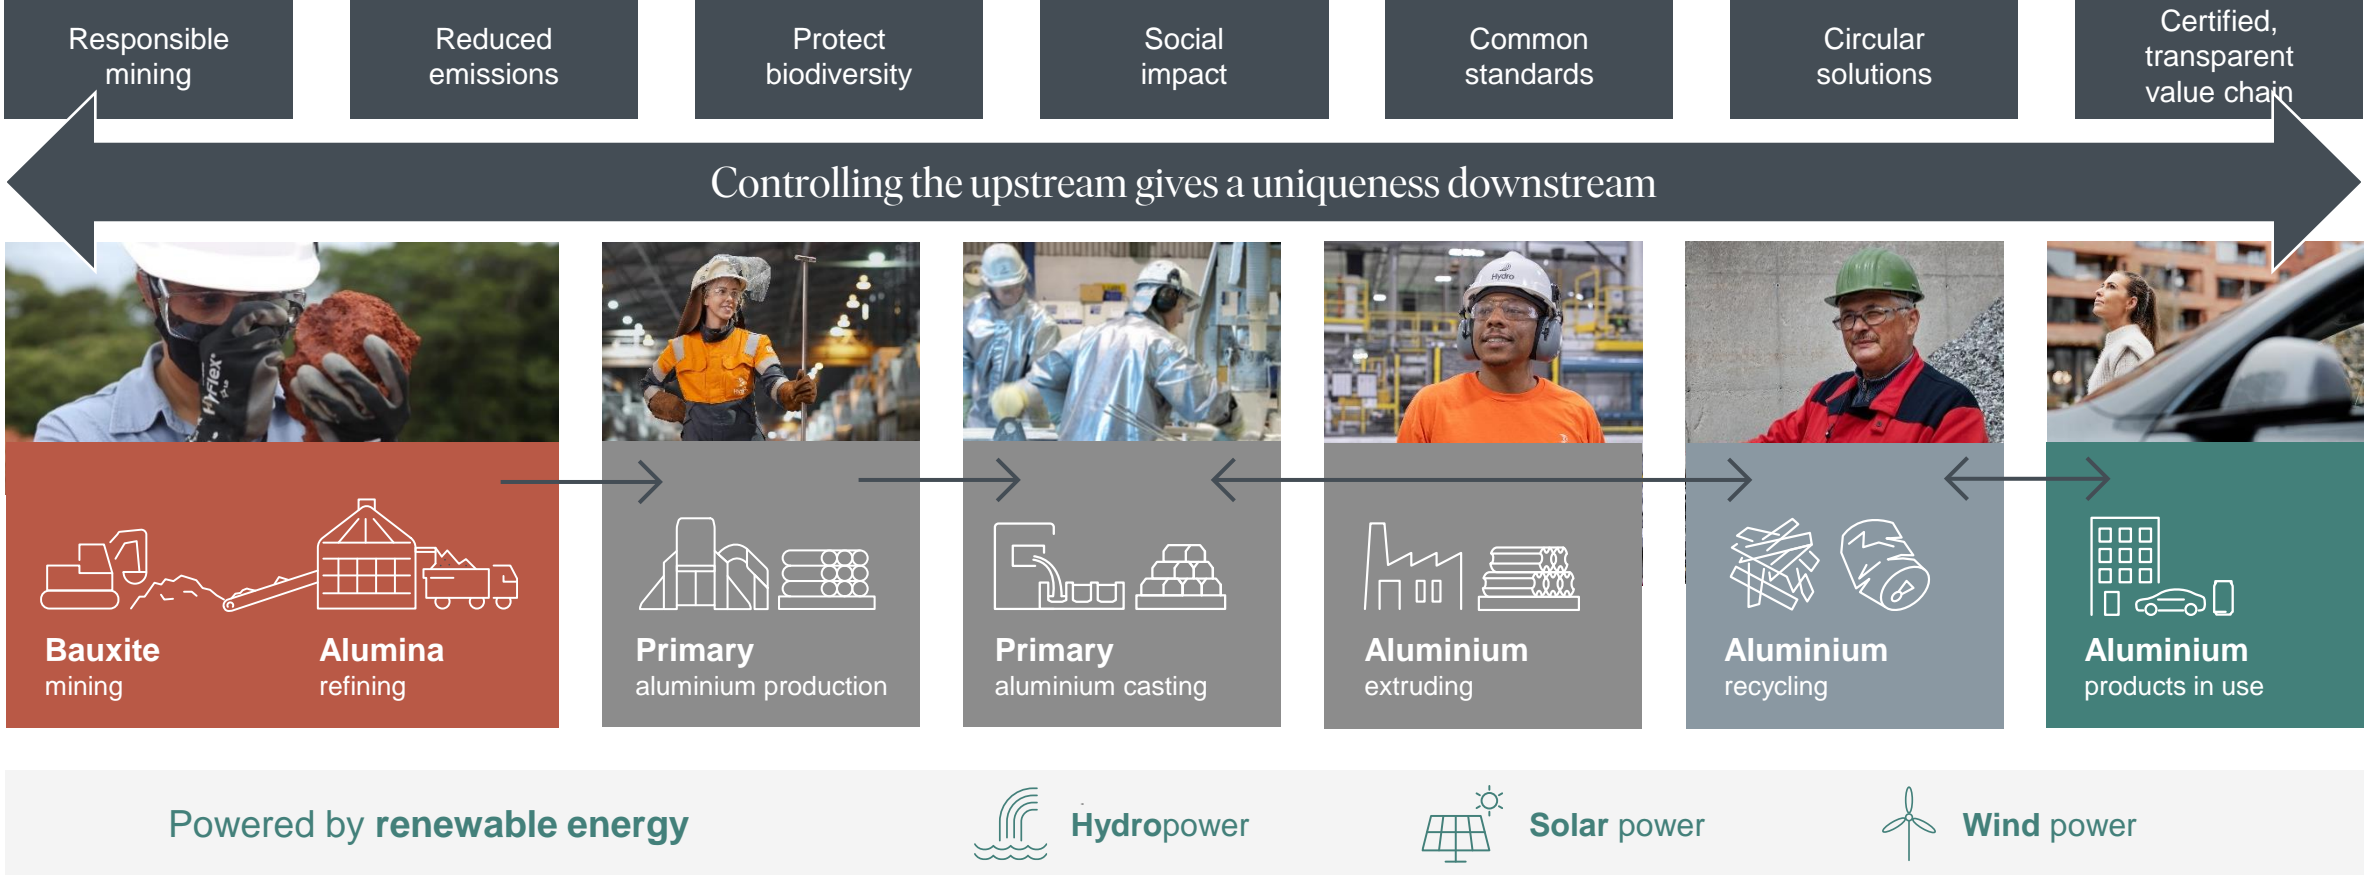 Responsible
mining
Reduced
emissions
Protect
biodiversity
Social
impact
Common
standards
Circular
solutions
Certified,
transparent
value chain
Controlling the upstream gives a uniqueness downstream
HyFlex
Hydro
Bauxite
mining
Alumina
refining
Primary
aluminium production
Primary
aluminium casting
Aluminium
extruding
Aluminium
recycling
Aluminium
products in use
Powered by renewable energy
Hydropower
Solar power
Wind power